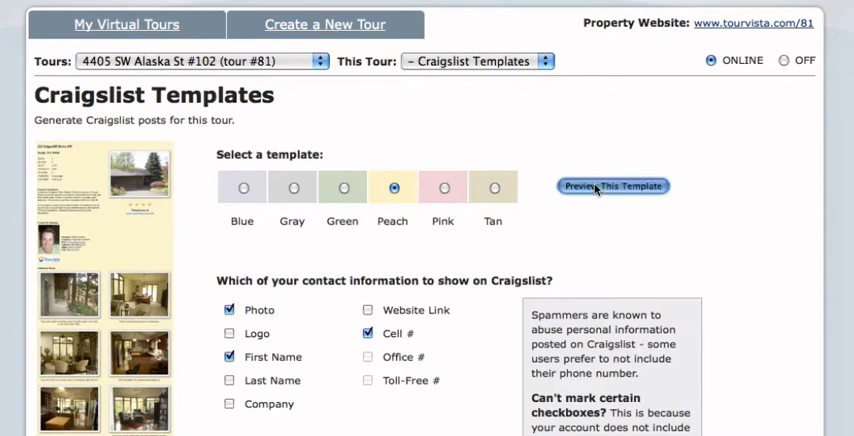 My Virtual Tours
Create a New Tour
Property Website: www.tourvista.com/81
Tours: 4405 SW Alaska St #102 (tour #81) This Tour: - Craigslist Templates
ONLINE OFF
Craigslist Templates
Generate Craigslist posts for this tour.
Select a template:
Preview This Template
Blue Gray Green Peach Pink Tan
Which of your contact information to show on Craigslist?
Photo Website Link
Logo Cell #
First Name Office #
Last Name Toll-Free #
Company
Spammers are known to
abuse personal information
posted on Craigslist - some
users prefer to not include
their phone number.
Can't mark certain
checkboxes? This is because
your account does not include